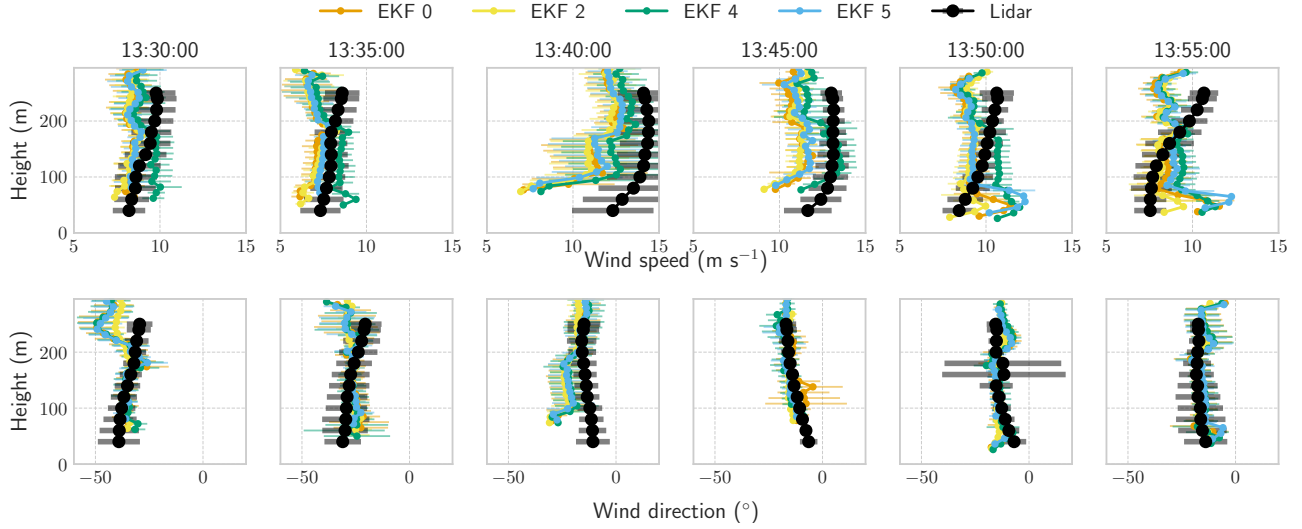 EKF 0 EKF 2 EKF 4 EKF 5 Lidar
13:30:00 13:35:00 13:40:00 13:45:00 13:50:00 13:55:00
Height (m)
200
100
0
5 10 15 5 10 15 5 10 15 5 10 15 5 10 15 5 10 15
Wind speed (m s⁻¹)
Height (m)
200
100
0
−50 0 −50 0 −50 0 −50 0 −50 0 −50 0
Wind direction (°)